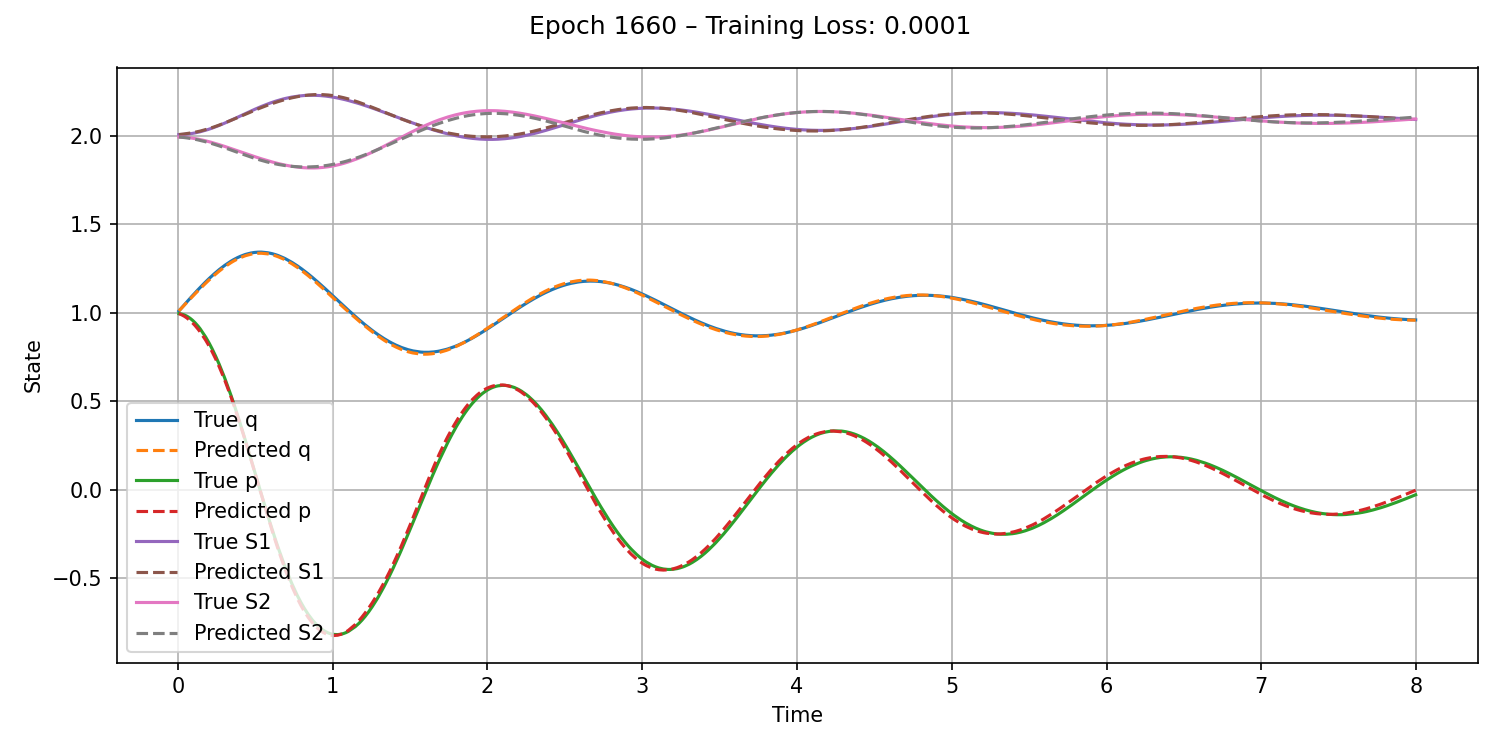 Epoch 1660 – Training Loss: 0.0001
2.0
1.5
1.0
0.5
0.0
−0.5
State
True q
Predicted q
True p
Predicted p
True S1
Predicted S1
True S2
Predicted S2
0 1 2 3 4 5 6 7 8
Time